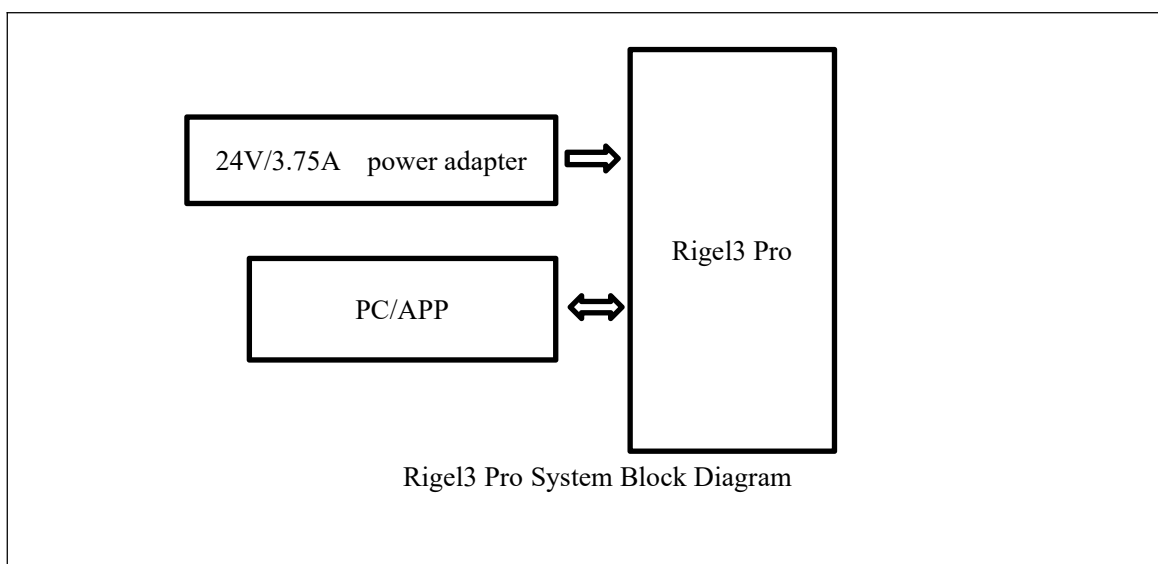 24V/3.75A power adapter
Rigel3 Pro
PC/APP
Rigel3 Pro System Block Diagram